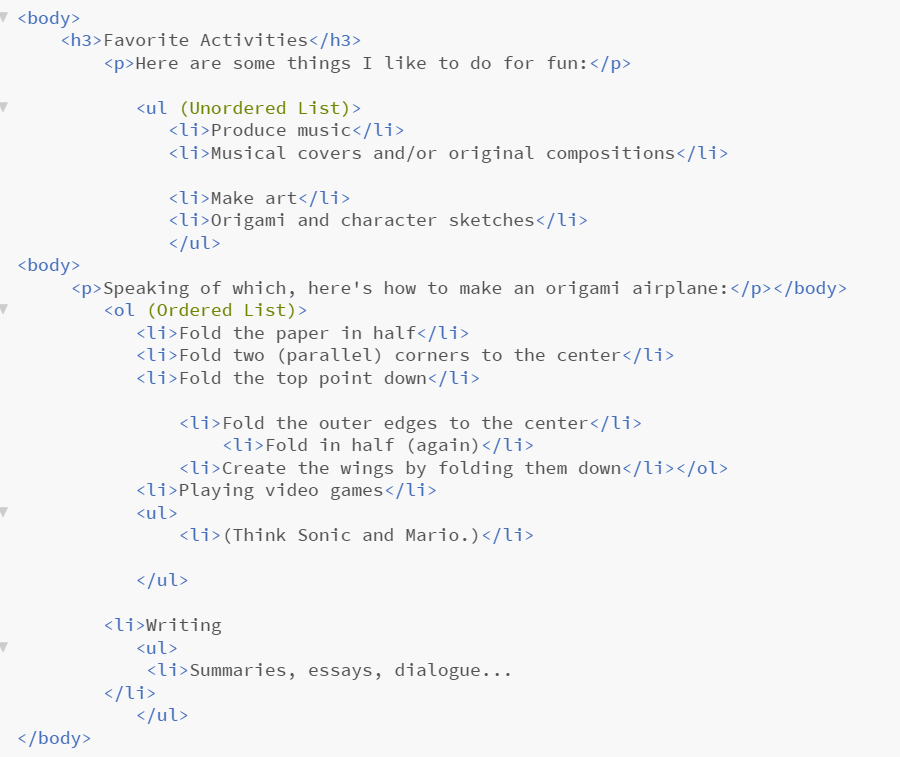 <body>
<h3>Favorite Activities</h3>
<p>Here are some things I like to do for fun:</p>
<ul (Unordered List)>
<li>Produce music</li>
<li>Musical covers and/or original compositions</li>
<li>Make art</li>
<li>Origami and character sketches</li>
</ul>
<body>
<p>Speaking of which, here's how to make an origami airplane:</p></body>
<ol (Ordered List)>
<li>Fold the paper in half</li>
<li>Fold two (parallel) corners to the center</li>
<li>Fold the top point down</li>
<li>Fold the outer edges to the center</li>
<li>Fold in half (again)</li>
<li>Create the wings by folding them down</li></ol>
<li>Playing video games</li>
<ul>
<li>(Think Sonic and Mario.)</li>
</ul>
<li>Writing
<ul>
<li>Summaries, essays, dialogue...
</li>
</ul>
</body>